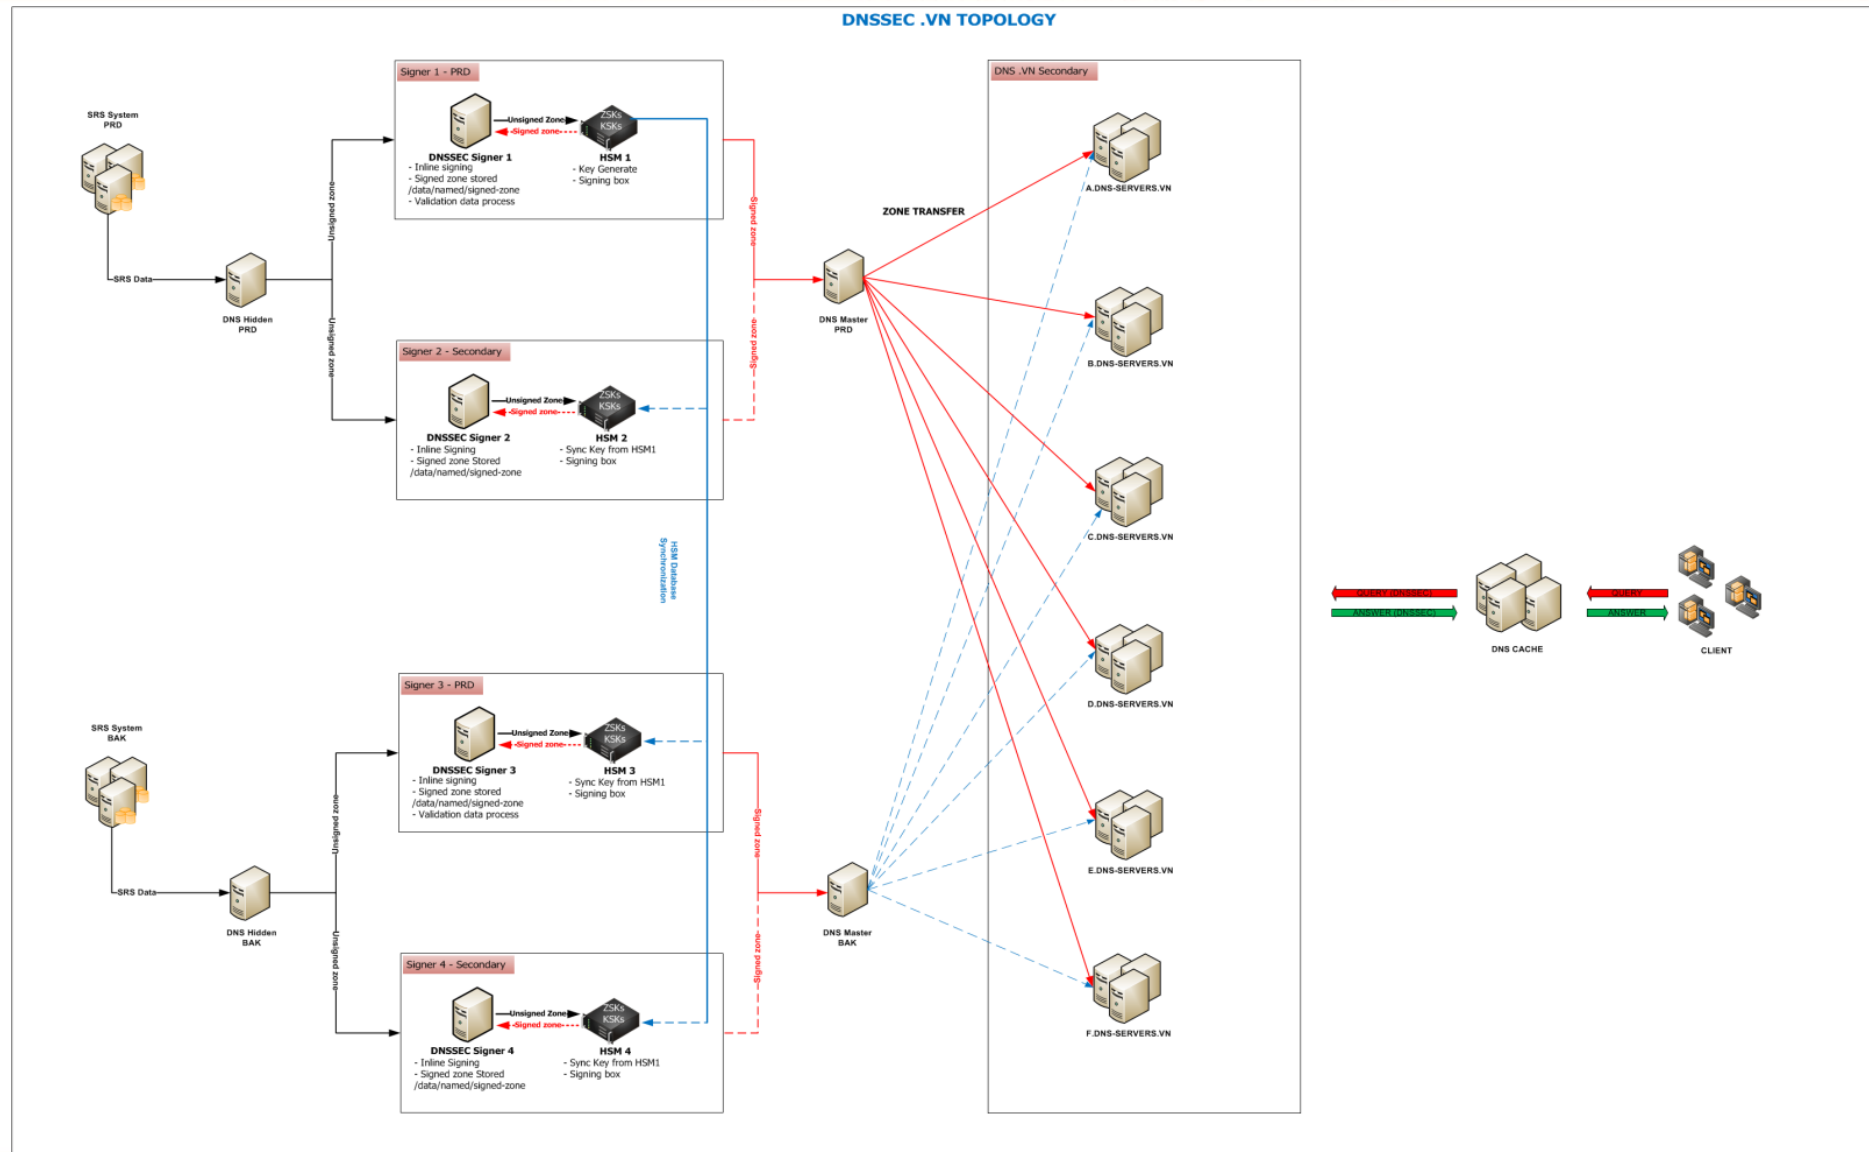 DNSSEC .VN TOPOLOGY
Signer 1 - PRD
DNS .VN Secondary
SRS System
PRD
ZSKs
KSKs
Unsigned Zone
Signed zone
DNSSEC Signer 1
- Inline signing
- Signed zone stored
/data/named/signed-zone
- Validation data process
HSM 1
- Key Generate
- Signing box
Unsigned zone
Signed zone
A.DNS-SERVERS.VN
ZONE TRANSFER
SRS Data
DNS Hidden
PRD
DNS Master
PRD
Unsigned zone
Signed zone
B.DNS-SERVERS.VN
Signer 2 - Secondary
ZSKs
KSKs
Unsigned Zone
Signed zone
DNSSEC Signer 2
- Inline Signing
- Signed zone Stored
/data/named/signed-zone
HSM 2
- Sync Key from HSM1
- Signing box
C.DNS-SERVERS.VN
HSM Database
Synchronization
QUERY (DNSSEC)
ANSWER (DNSSEC)
DNS CACHE
QUERY
ANSWER
CLIENT
Signer 3 - PRD
D.DNS-SERVERS.VN
SRS System
BAK
ZSKs
KSKs
Unsigned Zone
Signed zone
DNSSEC Signer 3
- Inline signing
- Signed zone stored
/data/named/signed-zone
- Validation data process
HSM 3
- Sync Key from HSM1
- Signing box
Unsigned zone
Signed zone
E.DNS-SERVERS.VN
SRS Data
DNS Hidden
BAK
DNS Master
BAK
Unsigned zone
Signed zone
Signer 4 - Secondary
ZSKs
KSKs
Unsigned Zone
Signed zone
DNSSEC Signer 4
- Inline Signing
- Signed zone Stored
/data/named/signed-zone
HSM 4
- Sync Key from HSM1
- Signing box
F.DNS-SERVERS.VN